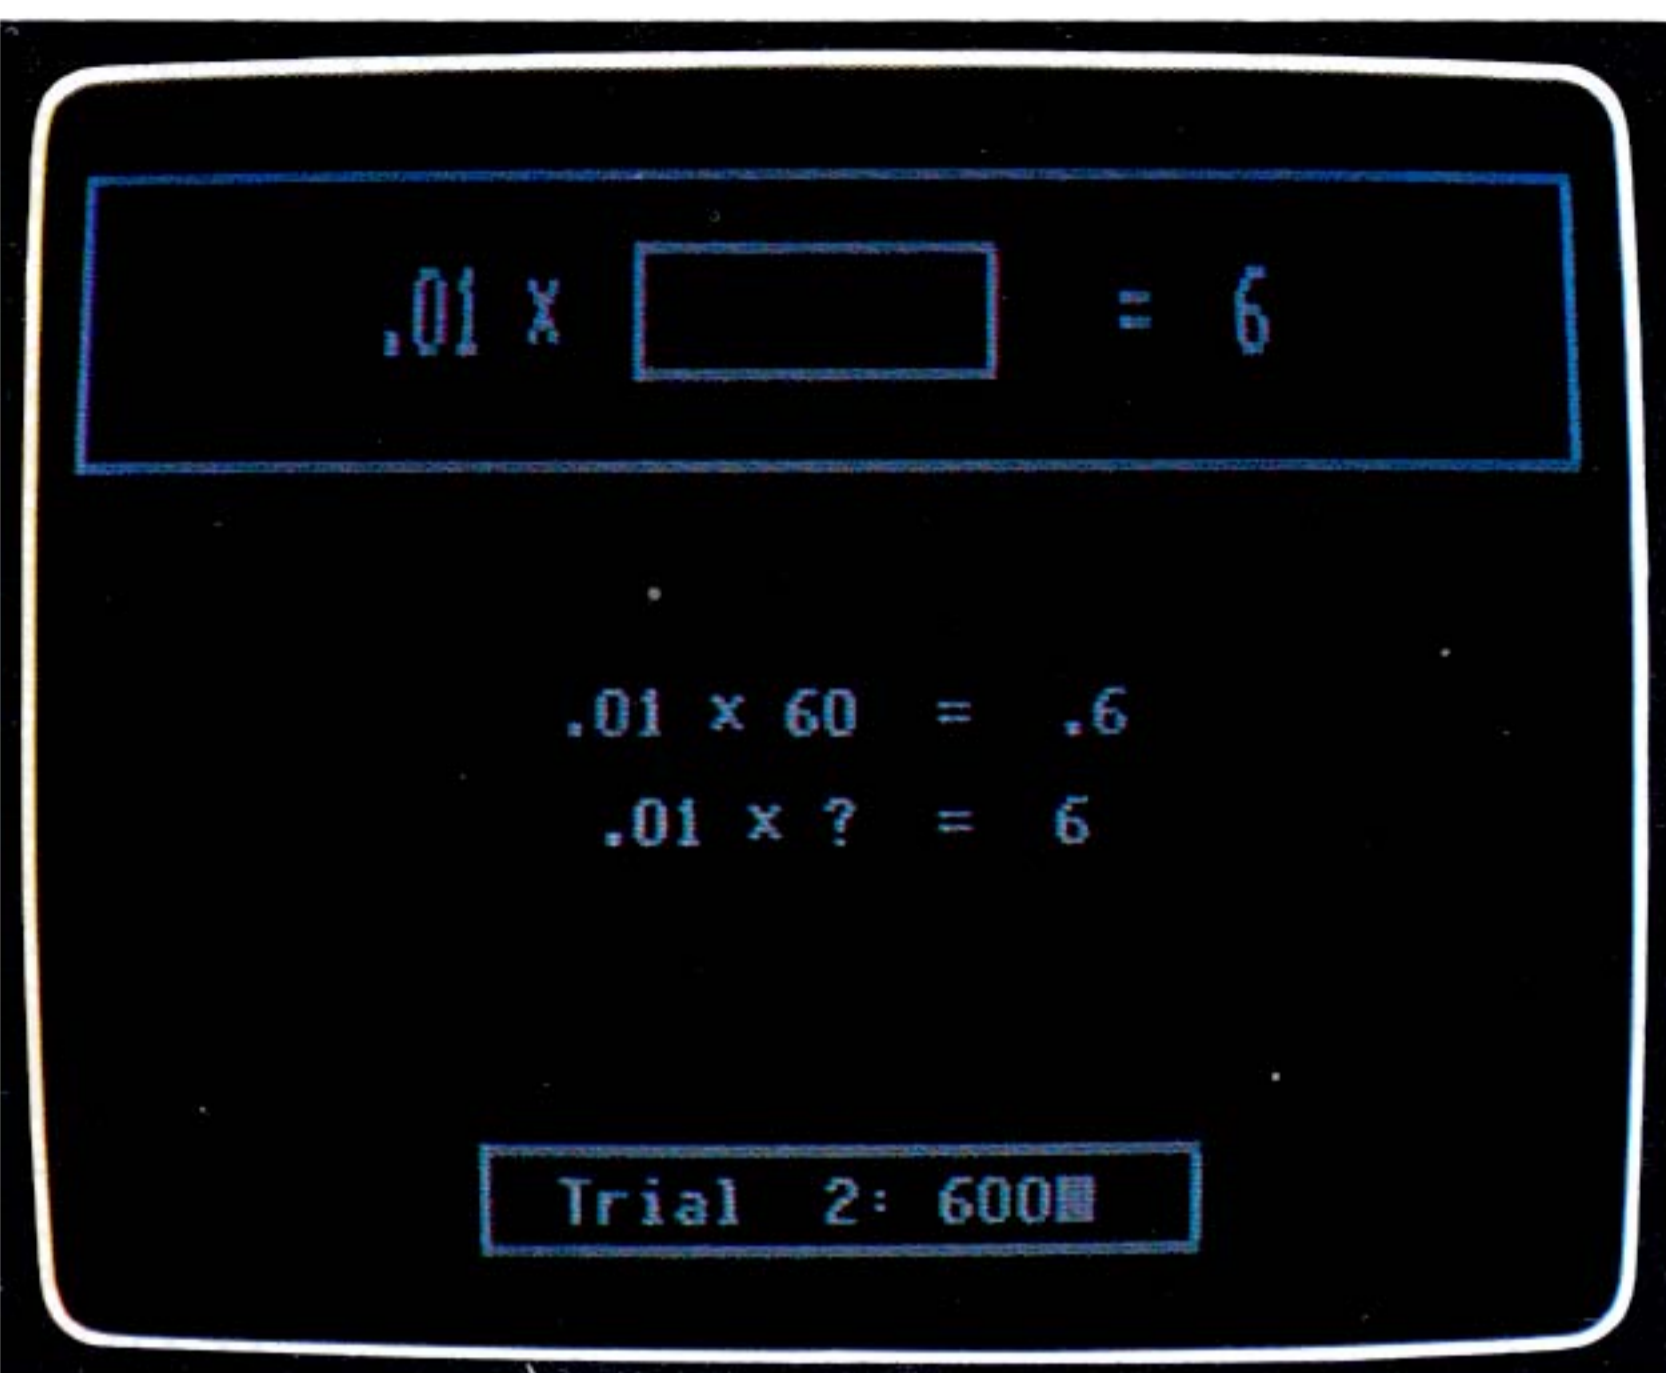 .01 x = 6
.01 x 60 = .6
.01 x ? = 6
Trial 2: 600